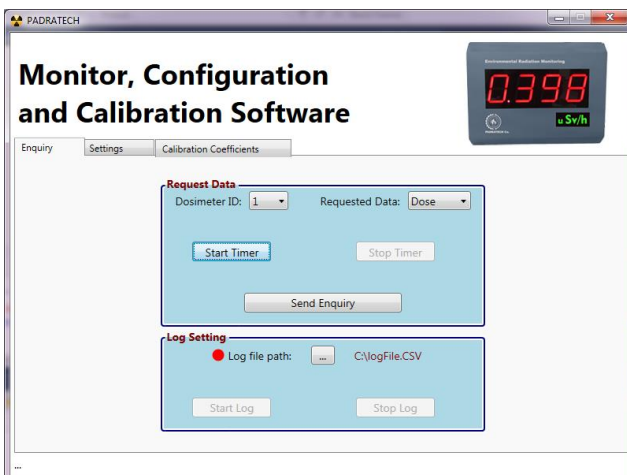 PADRATECH
Monitor, Configuration
and Calibration Software
Environmental Radiation Monitoring
0.398
uSv/h
Enquiry Settings Calibration Coefficients
Request Data
Dosimeter ID: 1 Requested Data: Dose
Start Timer Stop Timer
Send Enquiry
Log Setting
Log file path: ... C:\logFile.CSV
Start Log Stop Log
...